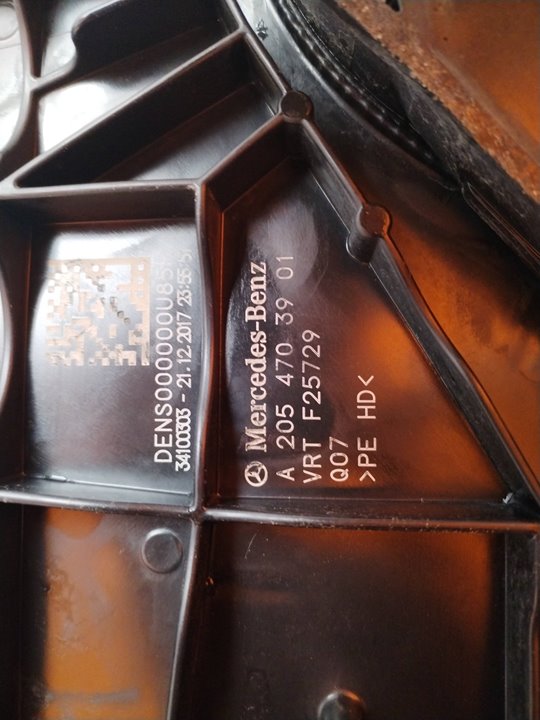 DENS000000U85
34100303 - 21.12.2017 23:55:51
Mercedes-Benz
A 205 470 39 01
VRT F25729
Q07
>PE HD<